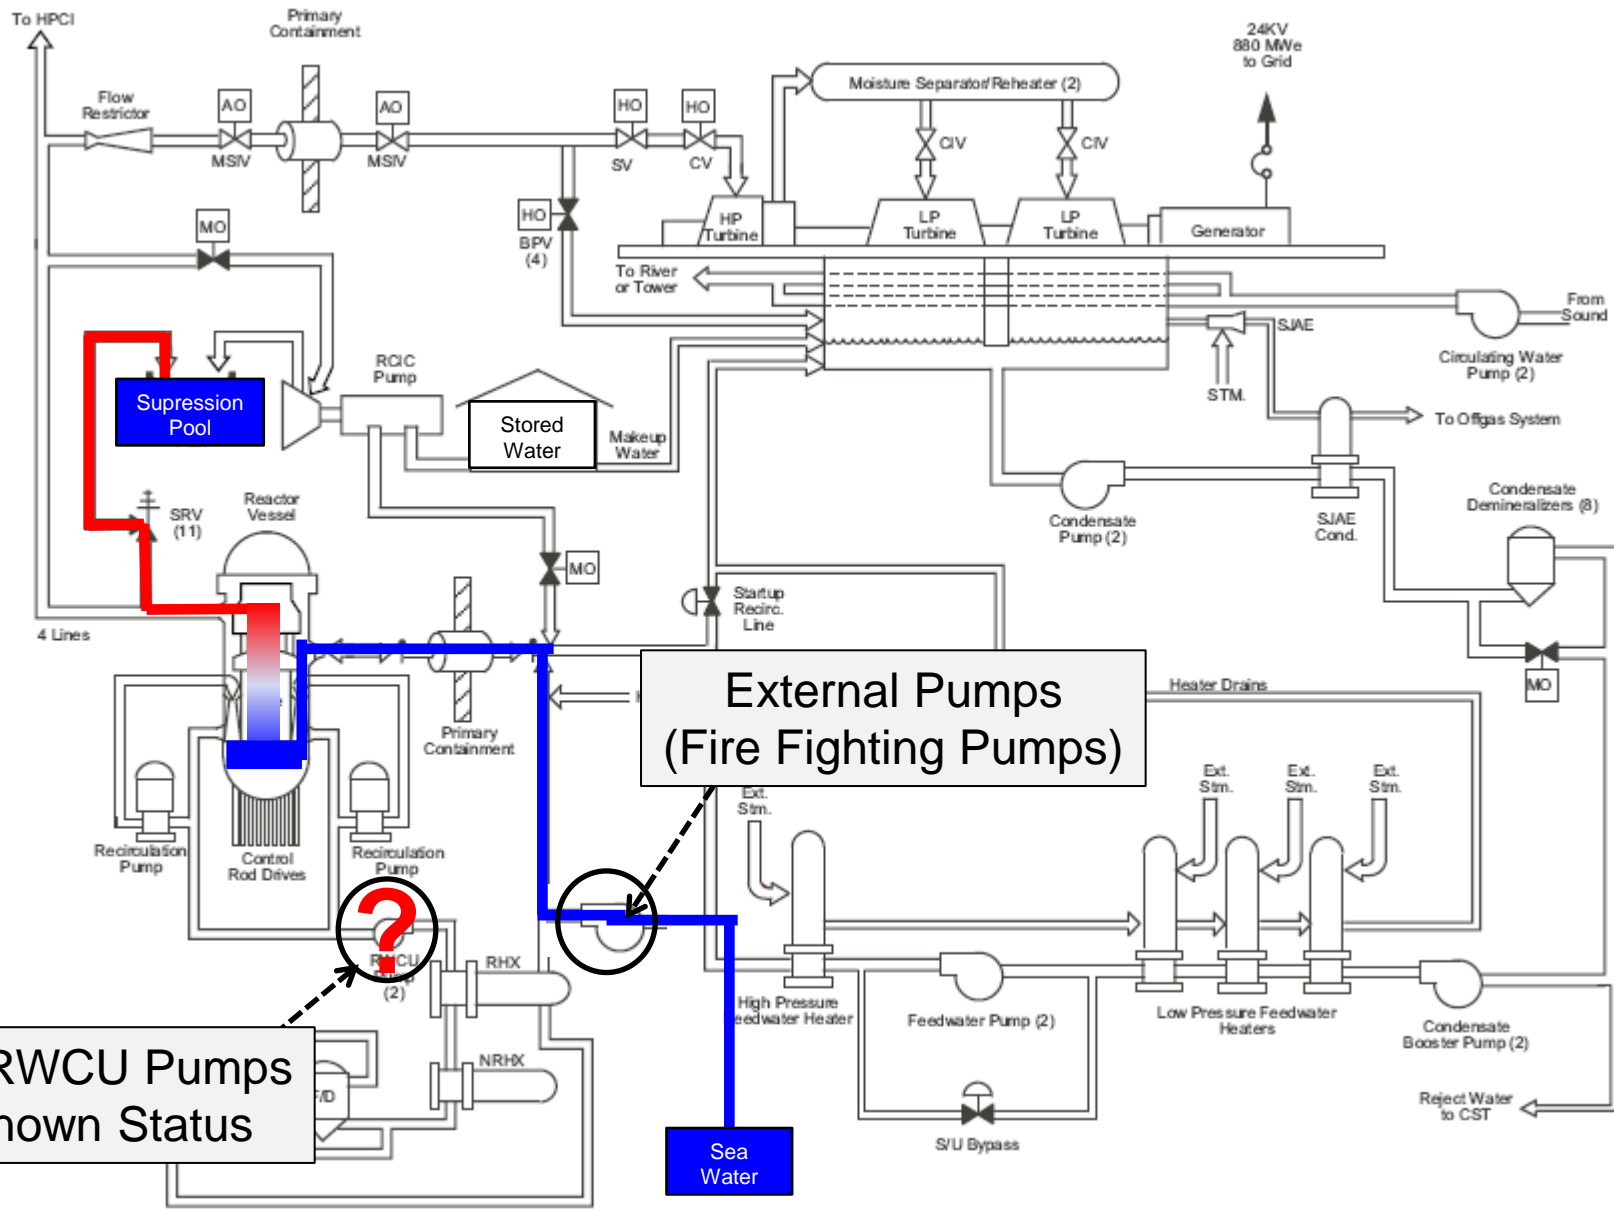 To HPCI
Primary
Containment
24KV
880 MWe
to Grid
Flow
Restrictor
AO
MSIV
AO
MSIV
HO
SV
HO
CV
Moisture Separator/Reheater (2)
CIV
CIV
MO
HO
BPV
(4)
HP
Turbine
LP
Turbine
LP
Turbine
Generator
To River
or Tower
From
Sound
SJAE
Circulating Water
Pump (2)
STM.
Supression
Pool
RCIC
Pump
Stored
Water
Makeup
Water
To Offgas System
Condensate
Pump (2)
SJAE
Cond.
Condensate
Demineralizers (8)
SRV
(11)
Reactor
Vessel
MO
Startup
Recirc.
Line
4 Lines
MO
External Pumps
(Fire Fighting Pumps)
Heater Drains
Primary
Containment
Recirculation
Pump
Control
Rod Drives
Recirculation
Pump
Ext.
Stm.
Ext.
Stm.
Ext.
Stm.
Ext.
Stm.
?
RWCU
(2)
RHX
High Pressure
eedwater Heater
Feedwater Pump (2)
Low Pressure Feedwater
Heaters
Condensate
Booster Pump (2)
RWCU Pumps
nown Status
F/D
NRHX
Sea
Water
S/U Bypass
Reject Water
to CST